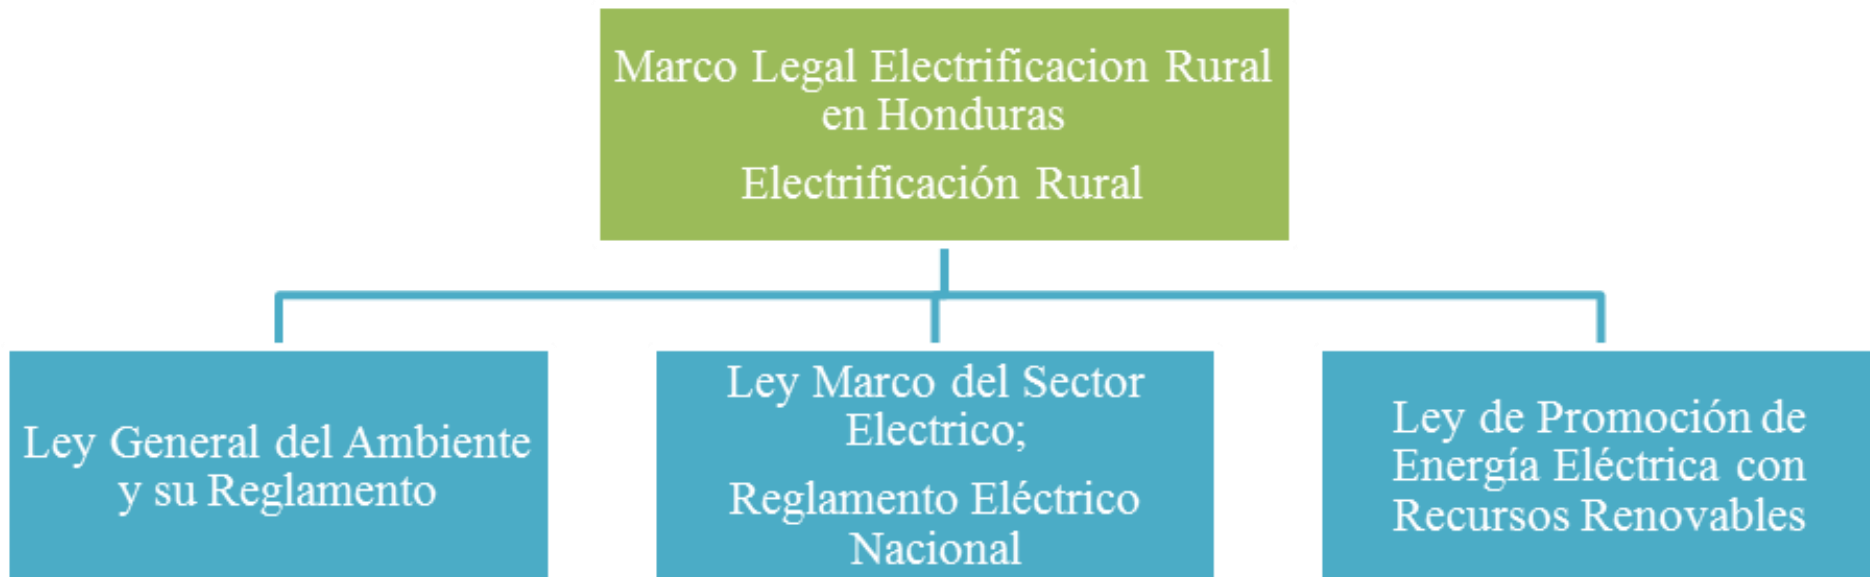 Marco Legal Electrificacion Rural
en Honduras
Electrificación Rural
Ley General del Ambiente
y su Reglamento
Ley Marco del Sector
Electrico;
Reglamento Eléctrico
Nacional
Ley de Promoción de
Energía Eléctrica con
Recursos Renovables